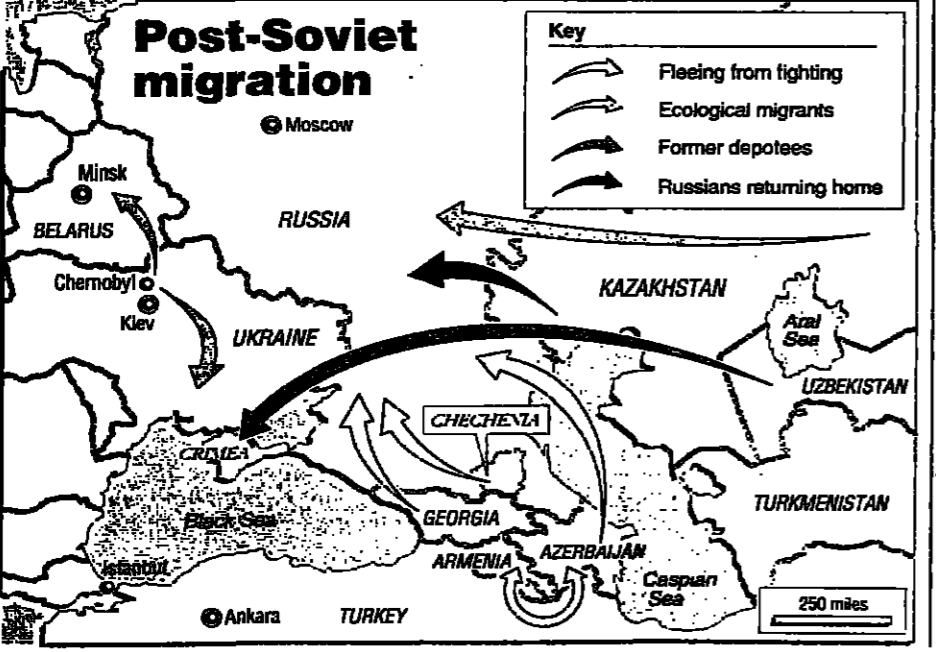 Post-Soviet
migration
Key
Fleeing from fighting
Ecological migrants
Former depotees
Russians returning home
Moscow
Minsk
BELARUS
RUSSIA
Chernobyl
Kiev
UKRAINE
KAZAKHSTAN
Aral
Sea
UZBEKISTAN
CHECHENIA
CRIMEA
TURKMENISTAN
Black Sea
GEORGIA
ARMENIA
AZERBAIJAN
Istanbul
Caspian
Sea
Ankara
TURKEY
250 miles